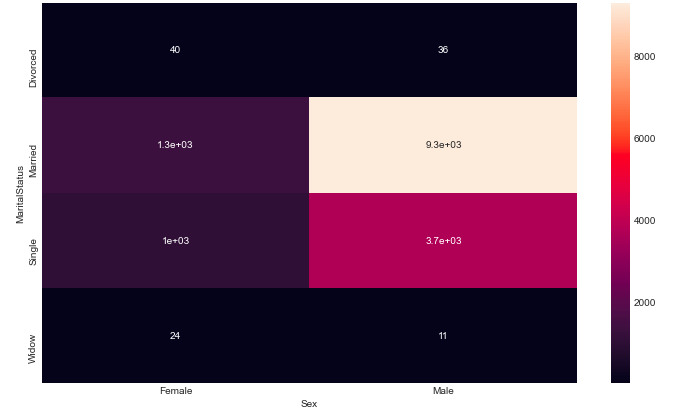 Divorced
40
36
8000
Married
1.3e+03
9.3e+03
6000
MaritalStatus
Single
1e+03
3.7e+03
4000
2000
Widow
24
11
Female
Male
Sex